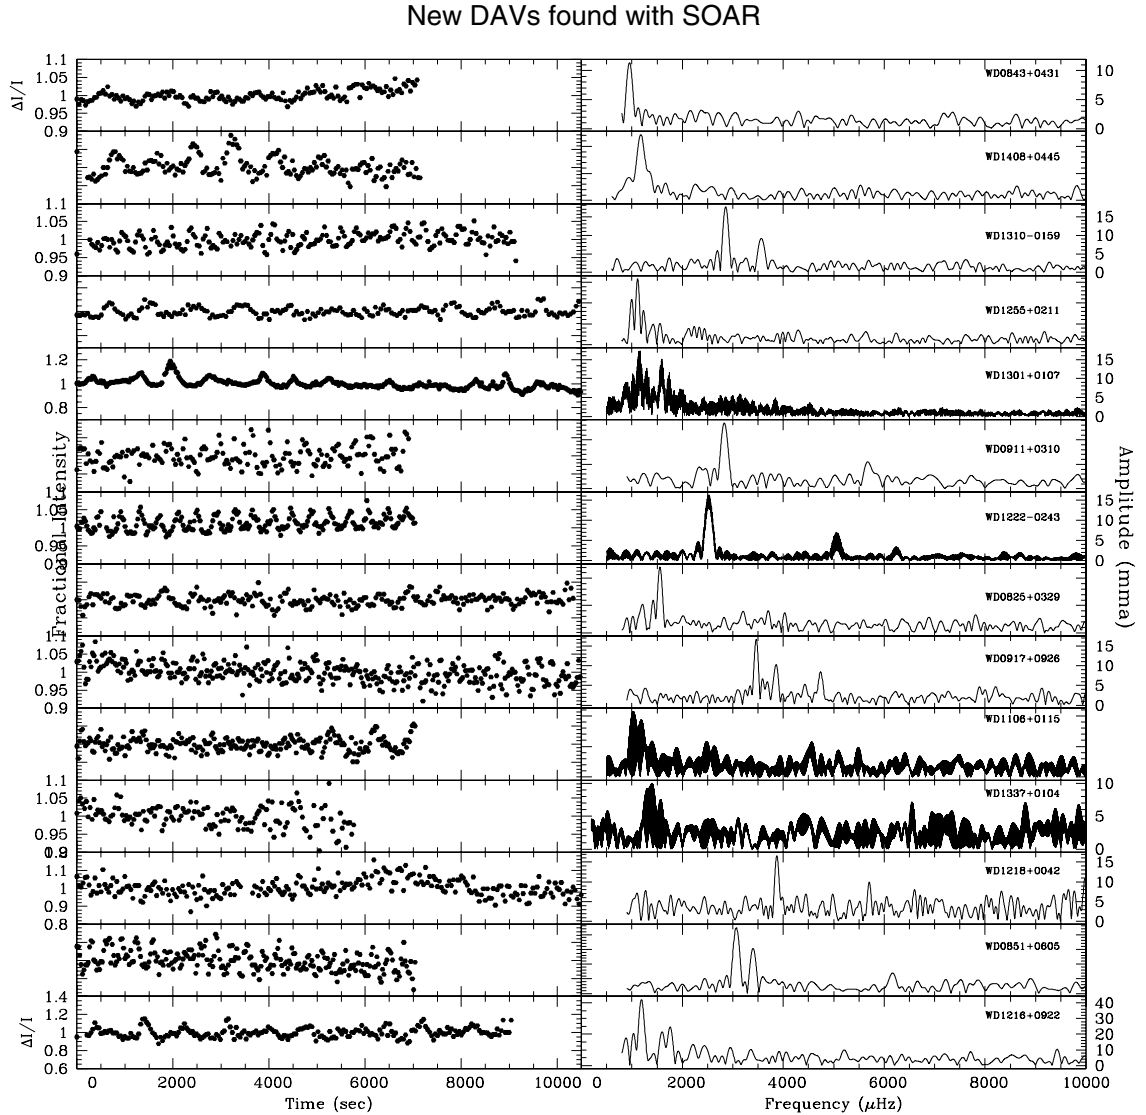 New DAVs found with SOAR
1.1
1.05
1
0.95
0.9
ΔI/I
WD0843+0431
10
5
0
WD1408+0445
1.1
1.05
1
0.95
0.9
WD1310-0159
15
10
5
0
WD1255+0211
1.2
1
0.8
WD1301+0107
15
10
5
0
Fractional Intensity
WD0911+0310
Amplitude (mma)
1.1
1.05
1
0.95
0.9
WD1222-0243
15
10
5
0
WD0825+0329
1.1
1.05
1
0.95
0.9
WD0917+0926
15
10
5
0
WD1106+0115
1.1
1.05
1
0.95
WD1337+0104
10
5
0
1.1
1
0.9
0.8
WD1218+0042
15
10
5
0
WD0851+0605
1.4
1.2
1
0.8
0.6
ΔI/I
WD1216+0922
40
30
20
10
0
0 2000 4000 6000 8000 10000
0 2000 4000 6000 8000 10000
Time (sec)
Frequency (μHz)